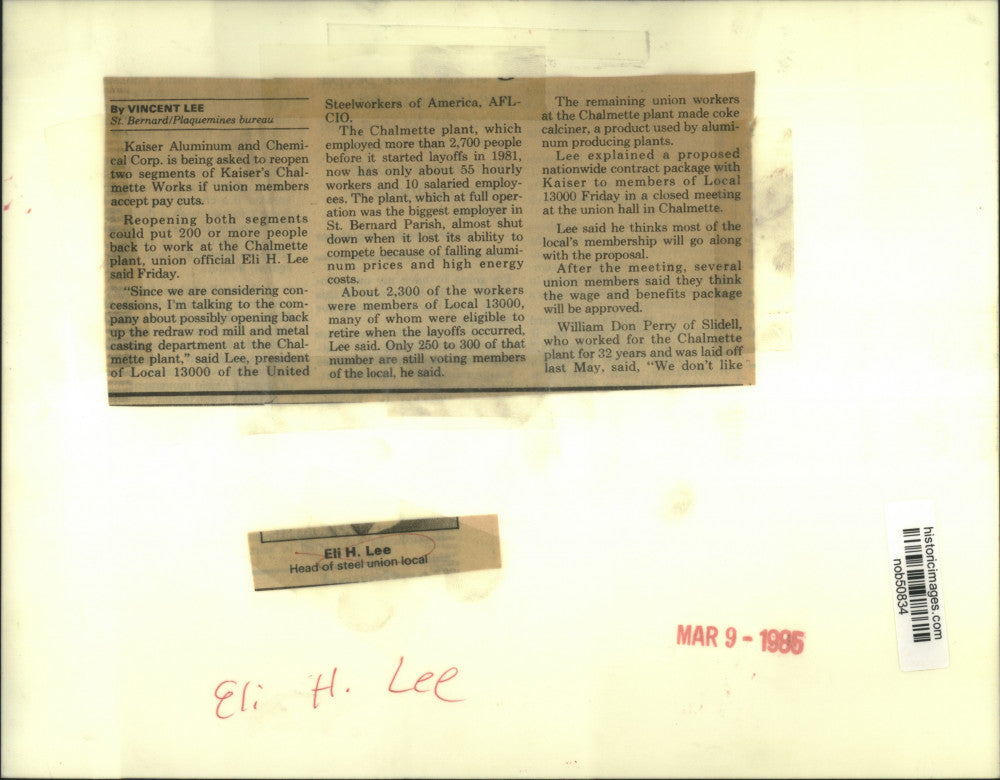 By VINCENT LEE
St. Bernard/Plaquemines bureau
Kaiser Aluminum and Chemi-
cal Corp. is being asked to reopen
two segments of Kaiser's Chal-
mette Works if union members
accept pay cuts.
Reopening both segments
could put 200 or more people
back to work at the Chalmette
plant, union official Eli H. Lee
said Friday.
"Since we are considering con-
cessions, I'm talking to the com-
pany about possibly opening back
up the redraw rod mill and metal
casting department at the Chal-
mette plant," said Lee, president
of Local 13000 of the United
Steelworkers of America, AFL-
CIO.
The Chalmette plant, which
employed more than 2,700 people
before it started layoffs in 1981,
now has only about 55 hourly
workers and 10 salaried employ-
ees. The plant, which at full oper-
ation was the biggest employer in
St. Bernard Parish, almost shut
down when it lost its ability to
compete because of falling alumi-
num prices and high energy
costs.
About 2,300 of the workers
were members of Local 13000,
many of whom were eligible to
retire when the layoffs occurred,
Lee said. Only 250 to 300 of that
number are still voting members
of the local, he said.
The remaining union workers
at the Chalmette plant made coke
calciner, a product used by alumi-
num producing plants.
Lee explained a proposed
nationwide contract package with
Kaiser to members of Local
13000 Friday in a closed meeting
at the union hall in Chalmette.
Lee said he thinks most of the
local's membership will go along
with the proposal.
After the meeting, several
union members said they think
the wage and benefits package
will be approved.
William Don Perry of Slidell,
who worked for the Chalmette
plant for 32 years and was laid off
last May, said, "We don't like
Eli H. Lee
Head of steel union local
historicimages.com
nob50834
MAR 9 - 1985
Eli H. Lee